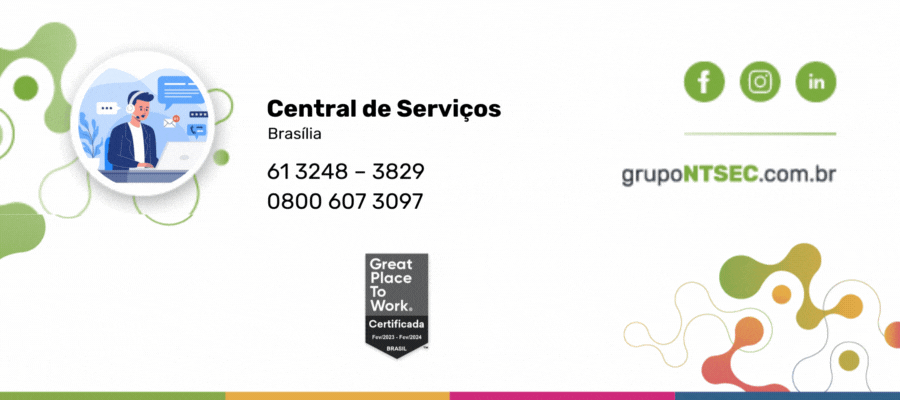 Central de Serviços
Brasília
61 3248 – 3829
0800 607 3097
grupoNTSEC.com.br
Great
Place
To
Work®
Certificada
Fev/2023 - Fev/2024
BRASIL